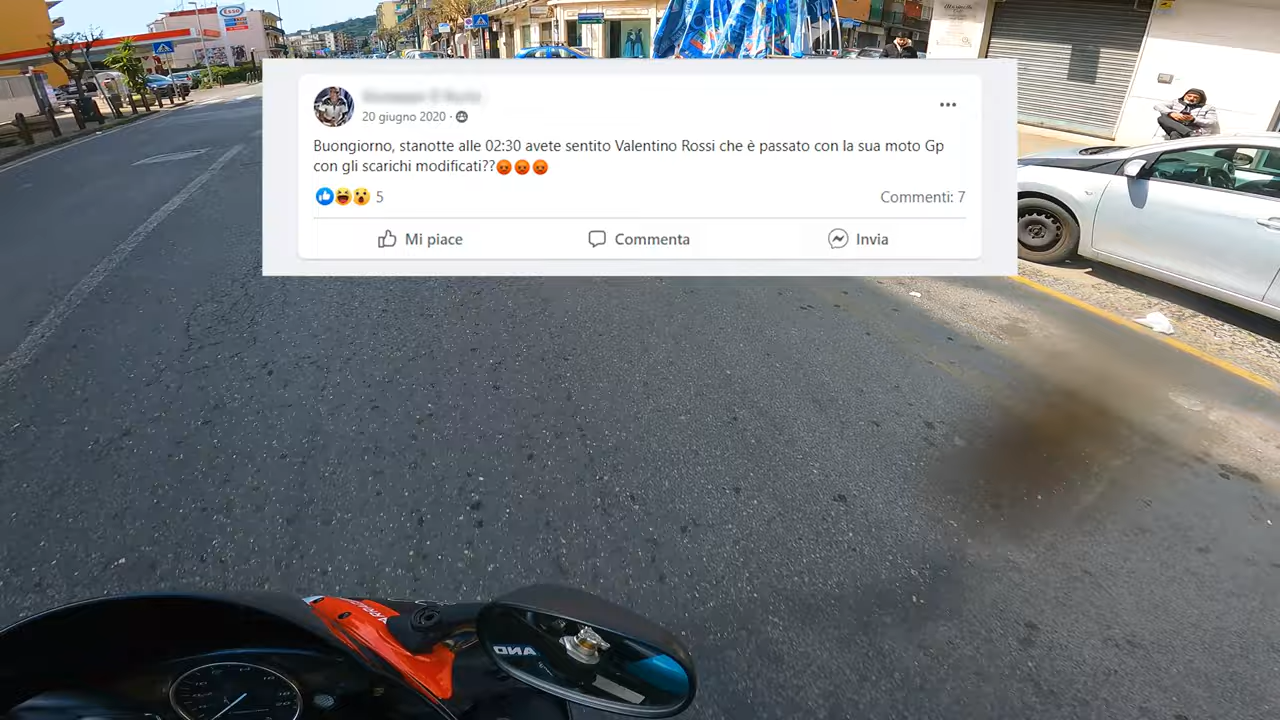 Esso
20 giugno 2020 ·
Buongiorno, stanotte alle 02:30 avete sentito Valentino Rossi che è passato con la sua moto Gp
con gli scarichi modificati??😡😡😡
5
Commenti: 7
Mi piace
Commenta
Invia